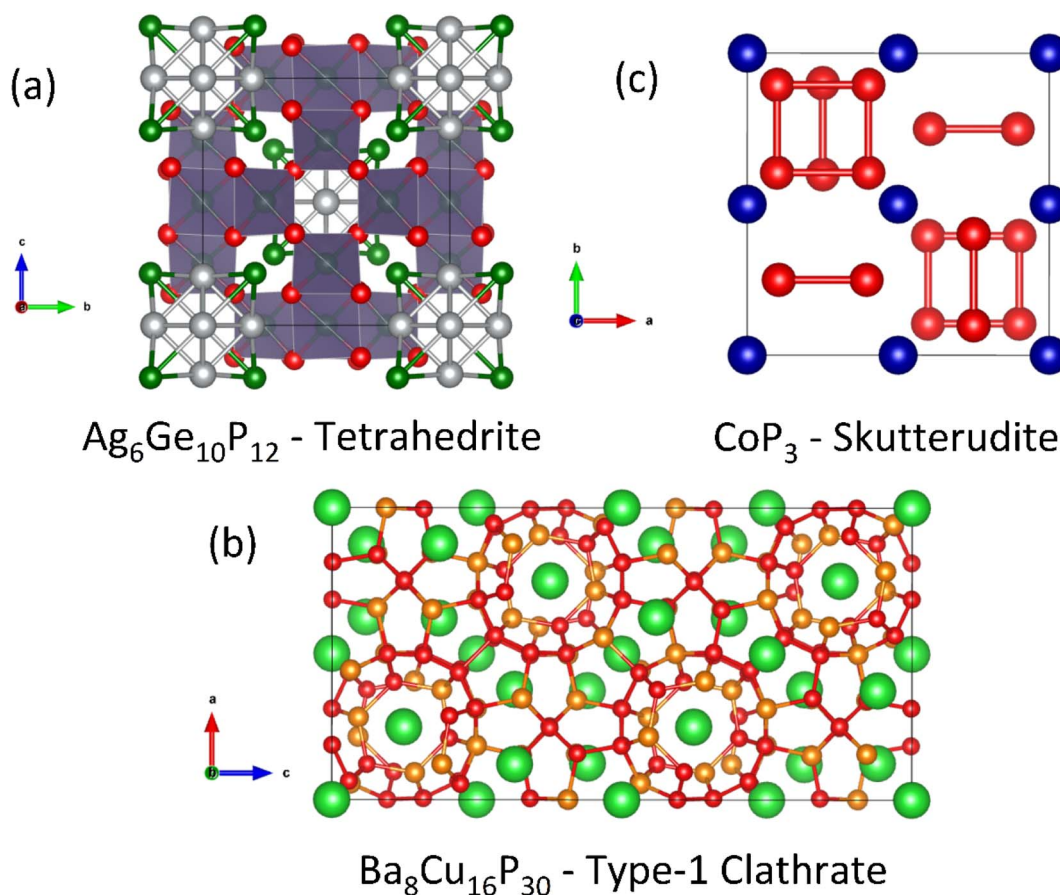 (a)
c
a
b
Ag6Ge10P12 - Tetrahedrite
(c)
b
c
a
CoP3 - Skutterudite
(b)
a
b
c
Ba8Cu16P30 - Type-1 Clathrate